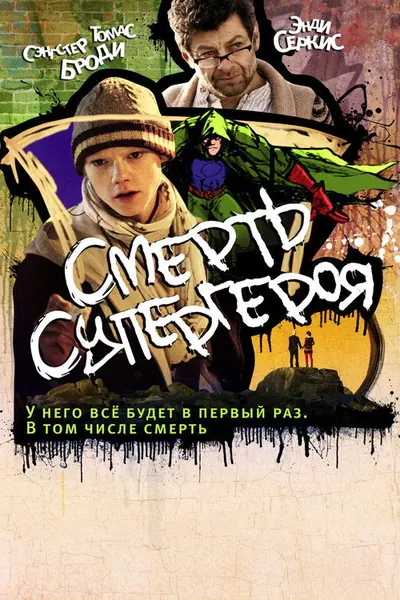 Сэнгстер Томас
Броди
Энди
Серкис
Смерть
Супергероя
У него всё будет в первый раз.
В том числе смерть